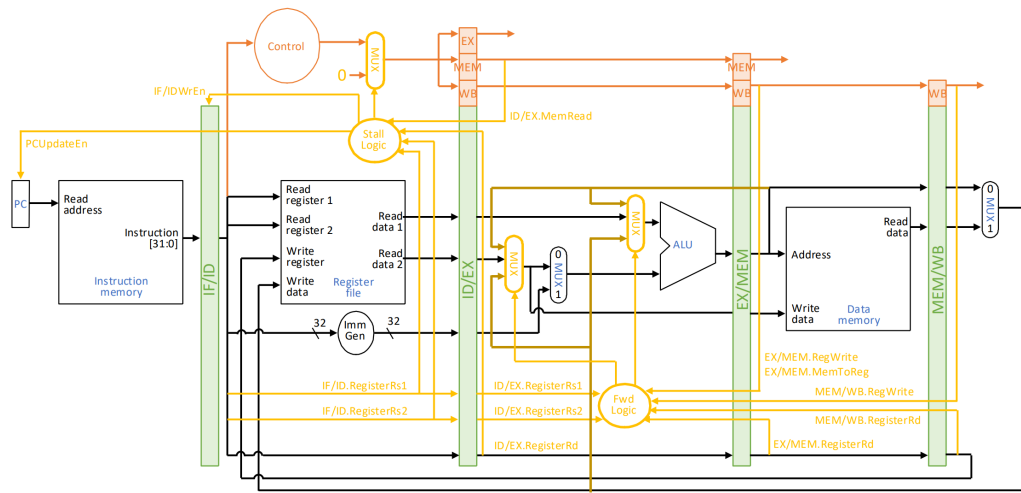 Control
MUX
0
EX
MEM
WB
MEM
WB
WB
IF/IDWrEn
ID/EX.MemRead
Stall
Logic
PCUpdateEn
PC
Read
address
Instruction
[31:0]
Instruction
memory
IF/ID
Read
register 1
Read
register 2
Write
register
Write
data
Read
data 1
Read
data 2
Register
file
32
Imm
Gen
32
ID/EX
MUX
0
MUX
1
MUX
ALU
EX/MEM
Address
Write
data
Read
data
Data
memory
MEM/WB
0
MUX
1
EX/MEM.RegWrite
EX/MEM.MemToReg
MEM/WB.RegWrite
MEM/WB.RegisterRd
EX/MEM.RegisterRd
IF/ID.RegisterRs1
IF/ID.RegisterRs2
ID/EX.RegisterRs1
ID/EX.RegisterRs2
ID/EX.RegisterRd
Fwd
Logic